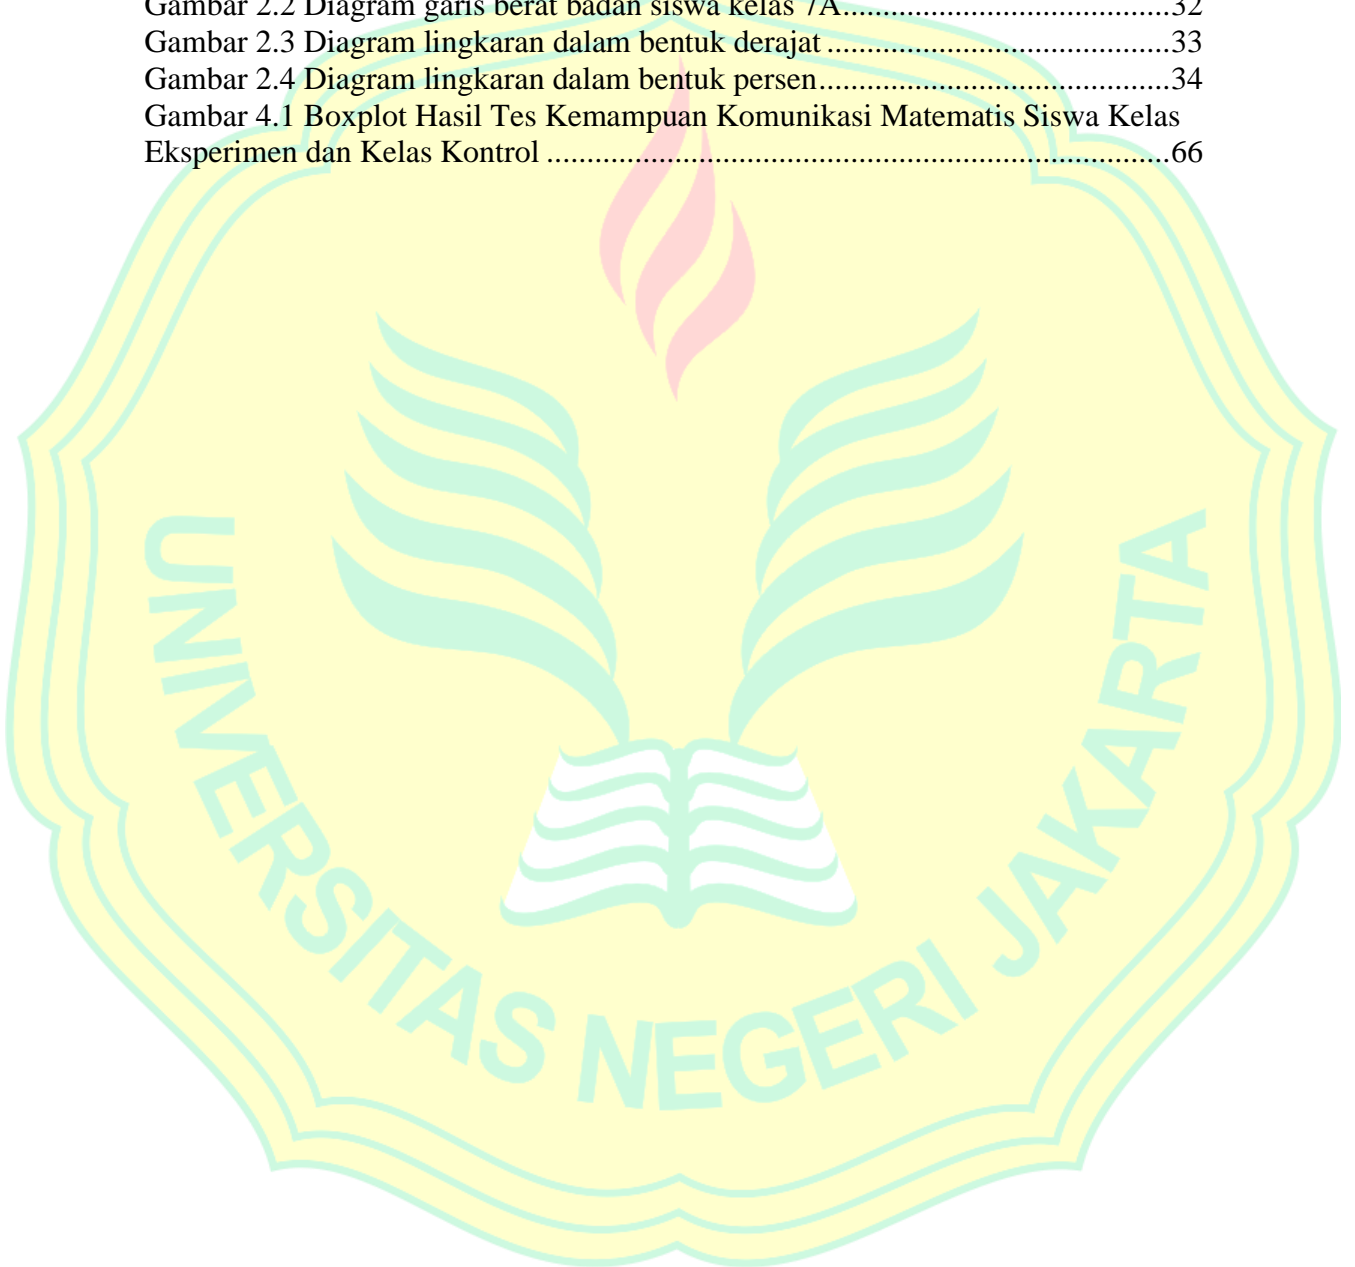 Gambar 2.2 Diagram garis berat badan siswa kelas 7A...................................32
Gambar 2.3 Diagram lingkaran dalam bentuk derajat ....................................33
Gambar 2.4 Diagram lingkaran dalam bentuk persen.....................................34
Gambar 4.1 Boxplot Hasil Tes Kemampuan Komunikasi Matematis Siswa Kelas
Eksperimen dan Kelas Kontrol ..................................................................66
UNIVERSITAS NEGERI JAKARTA